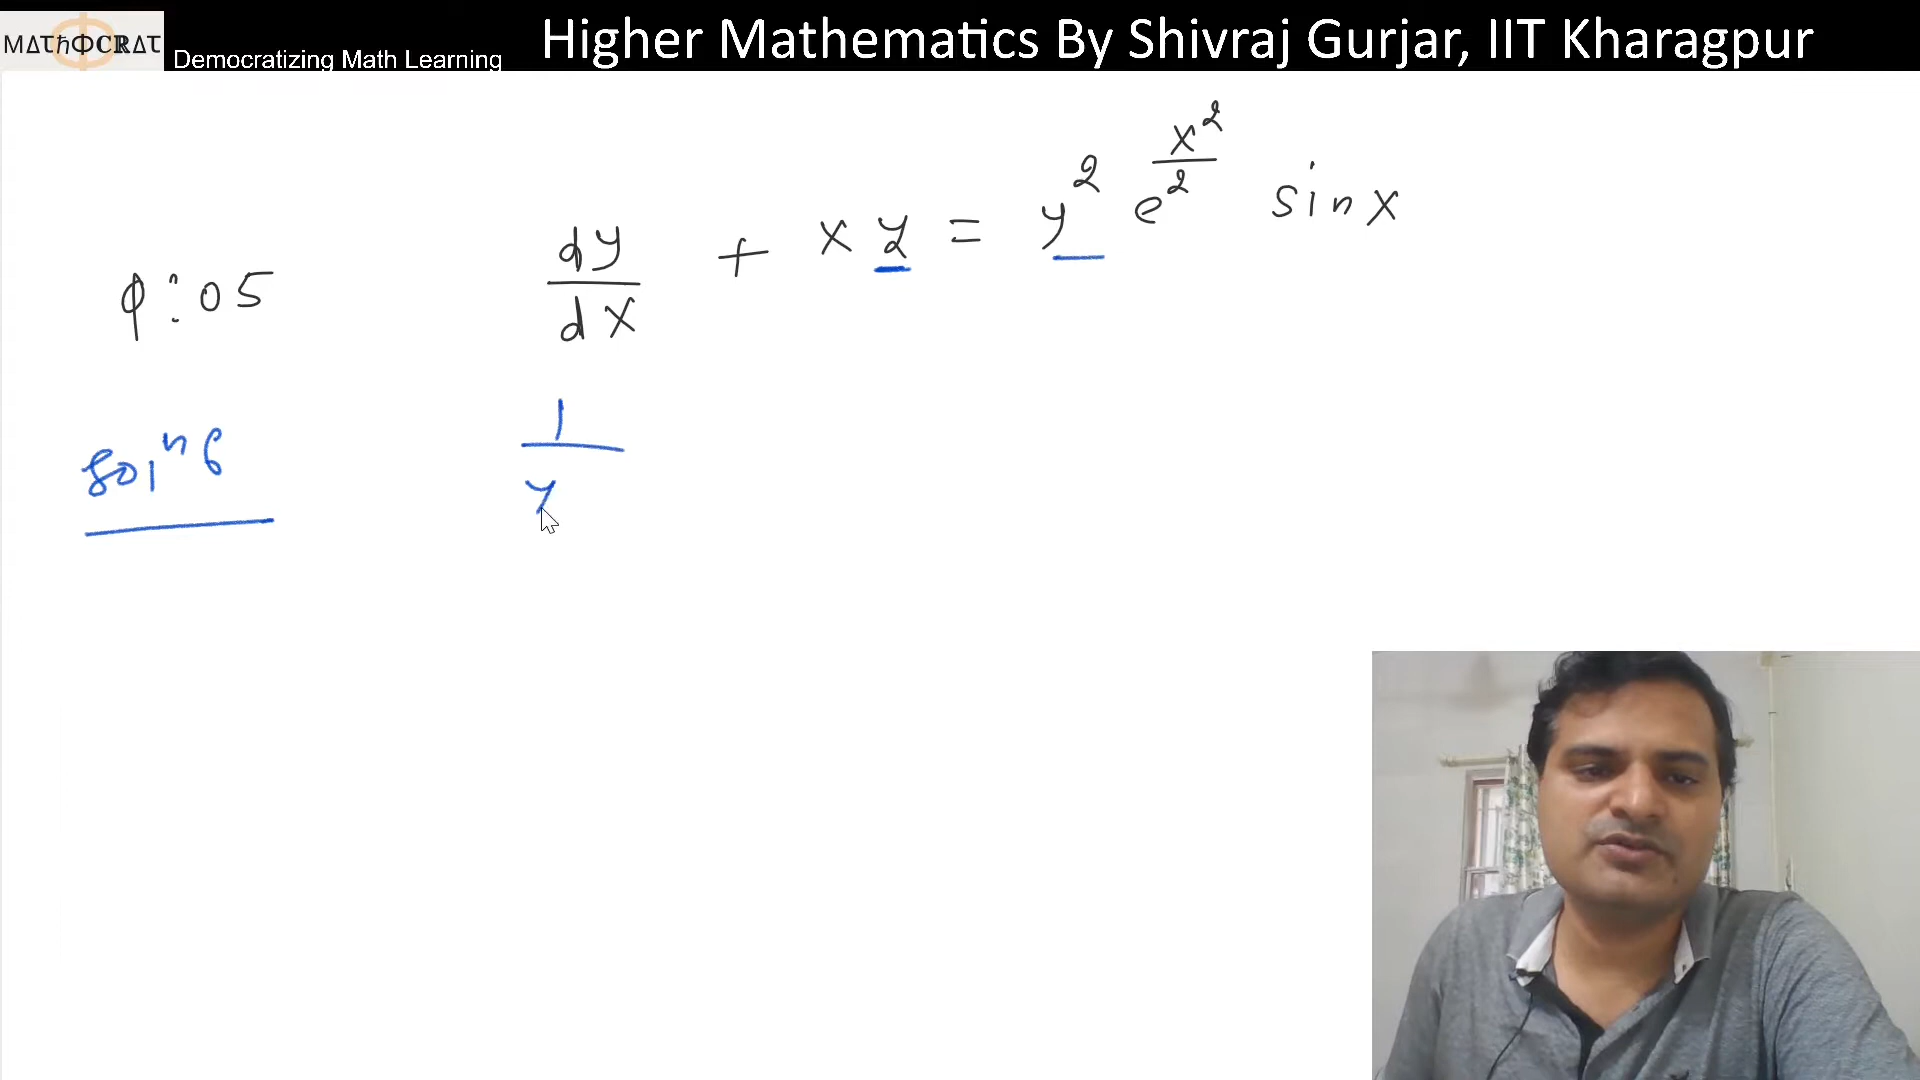 MΔTħΦCℝΔT Democratizing Math Learning Higher Mathematics By Shivraj Gurjar, IIT Kharagpur
Q:05 dy/dx + xy = y² e^(x²/2) sin x
Solⁿ: 1/y